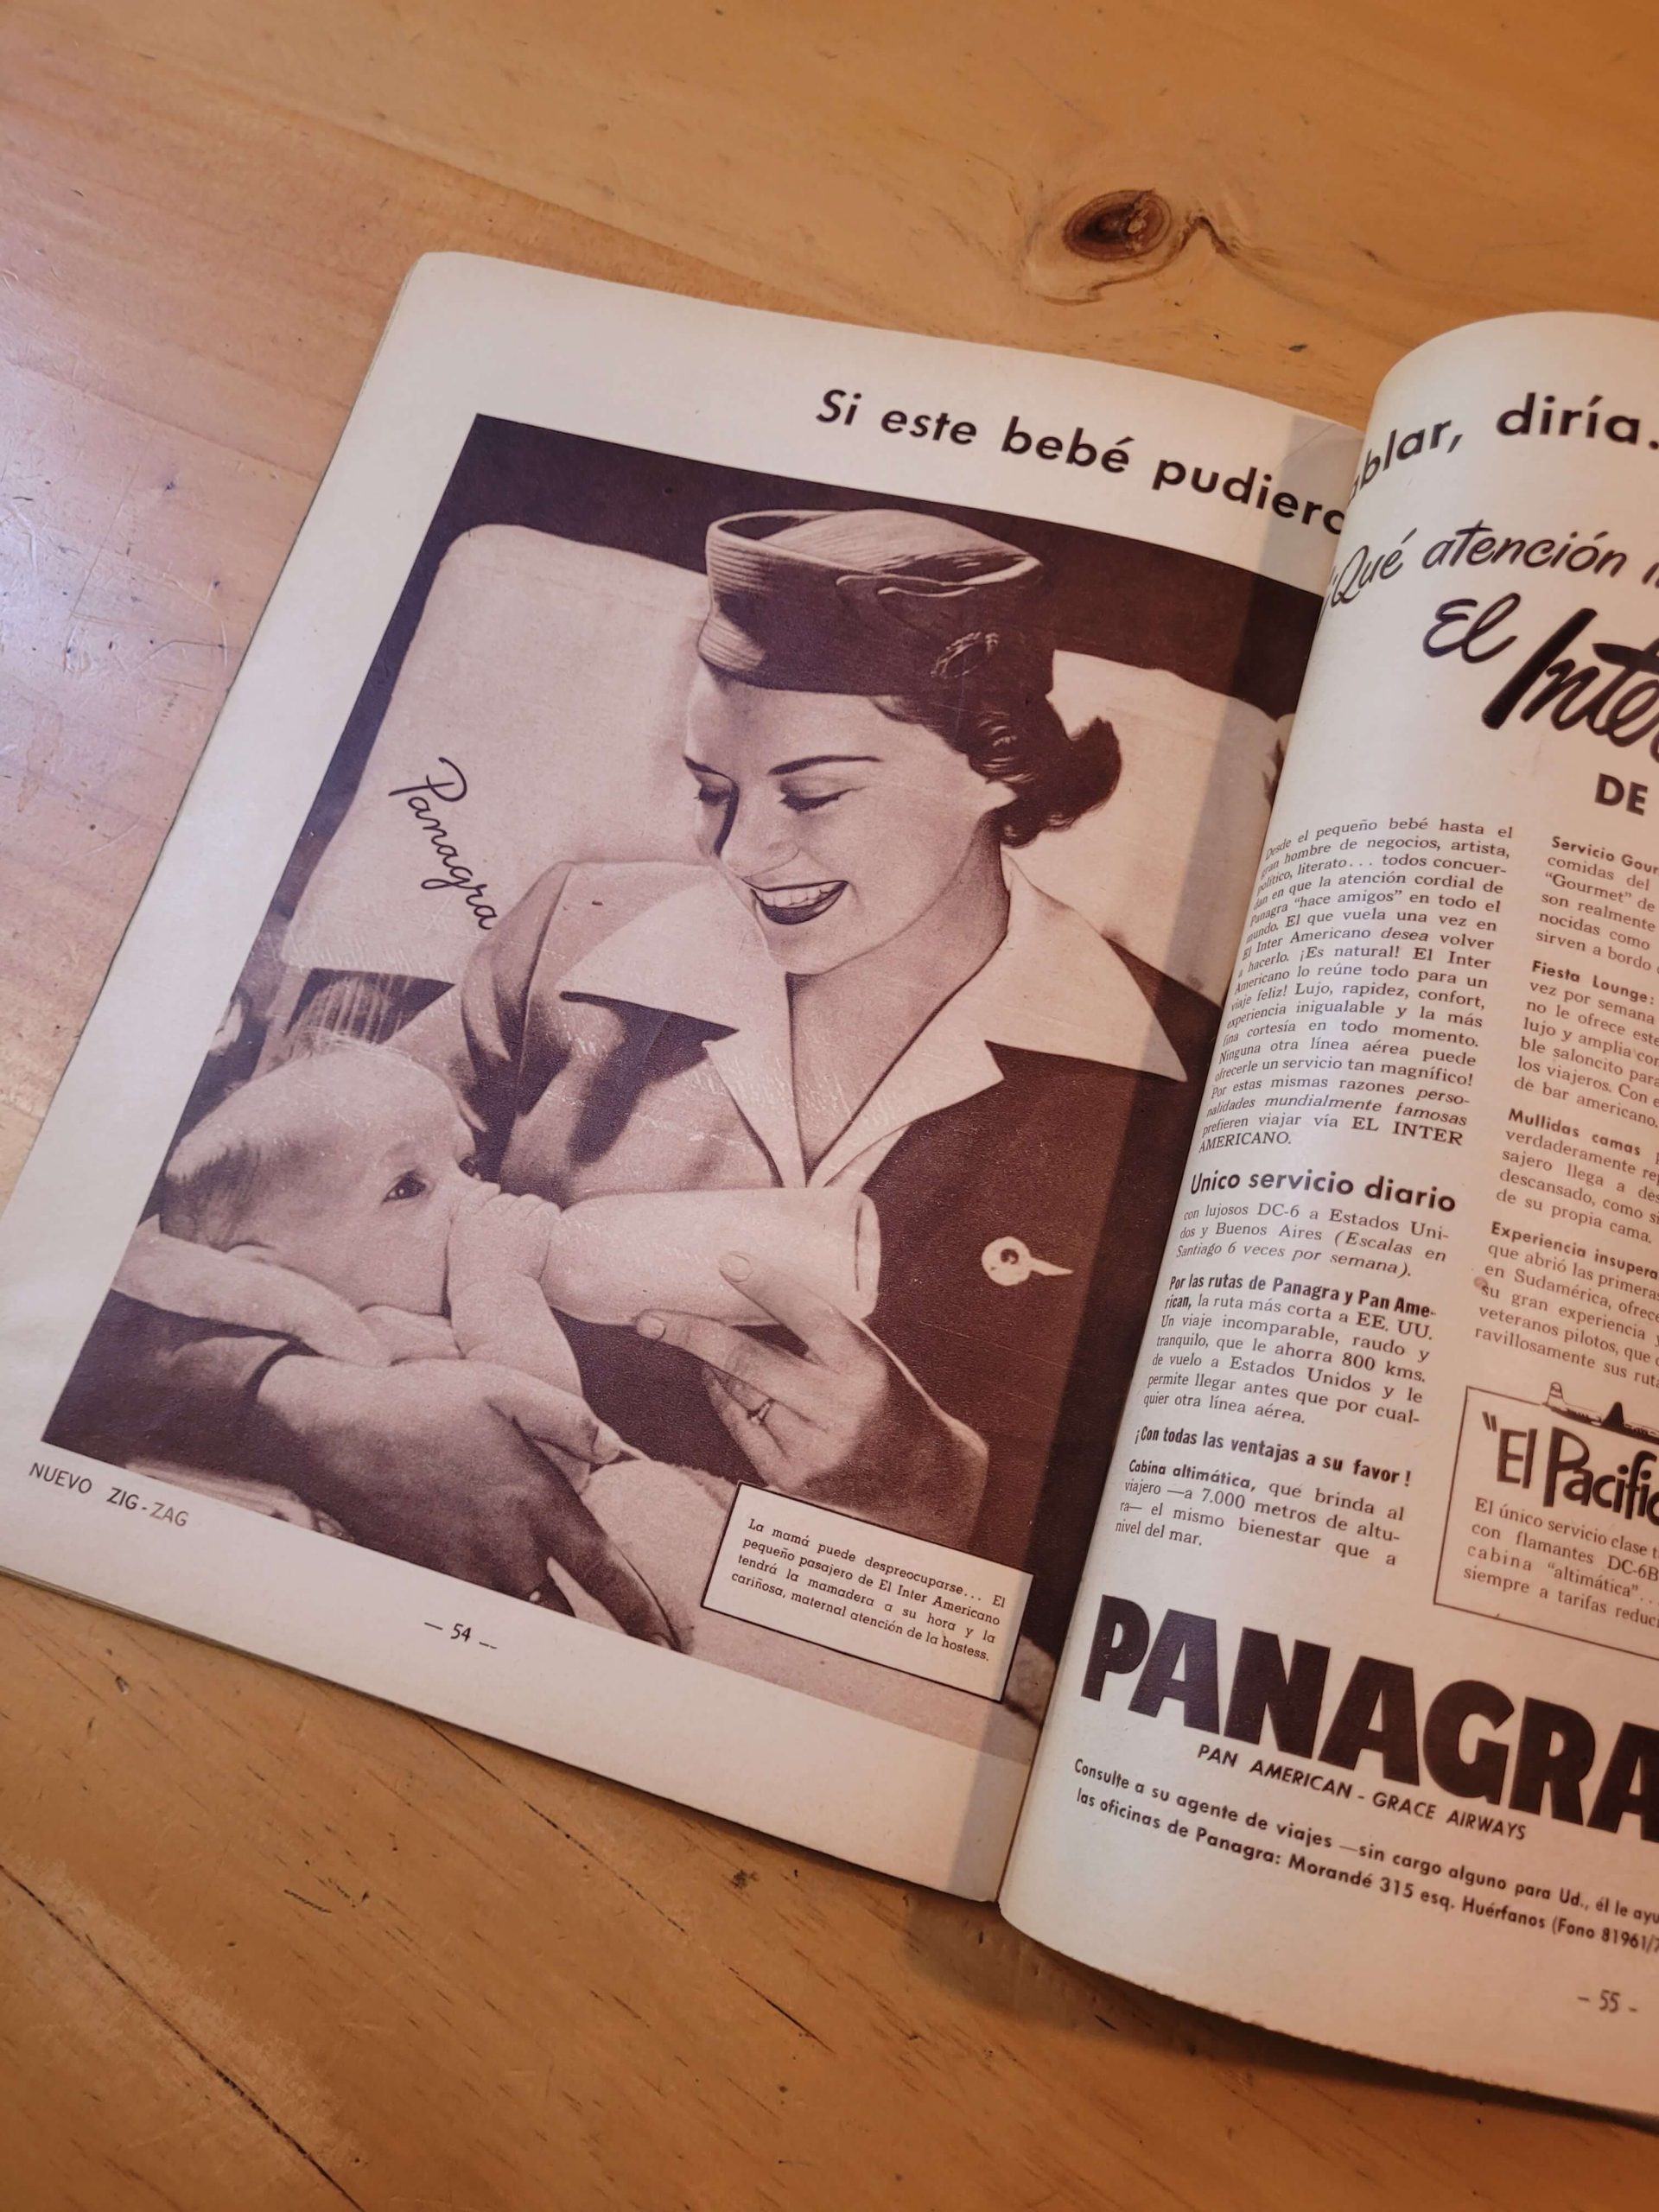 Si este bebé
diría.
¡Qué atención
El
DE
Panagra
La mamá puede despreocuparse... El
pequeño pasajero de El Inter Americano
tendrá la mamadera a su hora y la
cariñosa, maternal atención de la hostess.
NUEVO ZIG-ZAG
— 54 —
Desde el pequeño bebé hasta el
gran hombre de negocios, artista,
político, literato... todos concuer-
dan en que la atención cordial de
Panagra "hace amigos" en todo el
mundo. El que vuela una vez en
El Inter Americano desea volver
a hacerlo. ¡Es natural! El Inter
Americano lo reúne todo para un
viaje feliz! Lujo, rapidez, confort,
experiencia inigualable y la más
fina cortesía en todo momento.
Ninguna otra línea aérea puede
ofrecerle un servicio tan magnífico!
Por estas mismas razones perso-
nalidades mundialmente famosas
prefieren viajar vía EL INTER
AMERICANO.
Unico servicio diario
con lujosos DC-6 a Estados Uni-
dos y Buenos Aires (Escalas en
Santiago 6 veces por semana).
Por las rutas de Panagra y Pan Ame-
rican, la ruta más corta a EE. UU.
Un viaje incomparable, raudo y
tranquilo, que le ahorra 800 kms.
de vuelo a Estados Unidos y le
permite llegar antes que por cual-
quier otra línea aérea.
¡Con todas las ventajas a su favor!
Cabina altimática, que brinda al
viajero —a 7.000 metros de altu-
ra— el mismo bienestar que a
nivel del mar.
Servicio
comidas del
"Gourmet" de
son realmente
nocidas como
sirven a bordo
Fiesta Lounge:
vez por semana
no le ofrece
lujo y amplia
ble saloncito para
los viajeros. Con
de bar americano.
Mullidas camas
verdaderamente
sajero llega a
descansado, como
de su propia cama.
Experiencia
que abrió las
en Sudamérica,
su gran experiencia y
veteranos pilotos, que
ravillosamente sus
"El
El único servicio clase
con flamantes DC-6B
cabina "altimática"...
siempre a tarifas
PANAGRA
PAN AMERICAN - GRACE AIRWAYS
Consulte a su agente de viajes —sin cargo alguno para Ud., él le
las oficinas de Panagra: Morandé 315 esq. Huérfanos (Fono 81961/
- 55 -